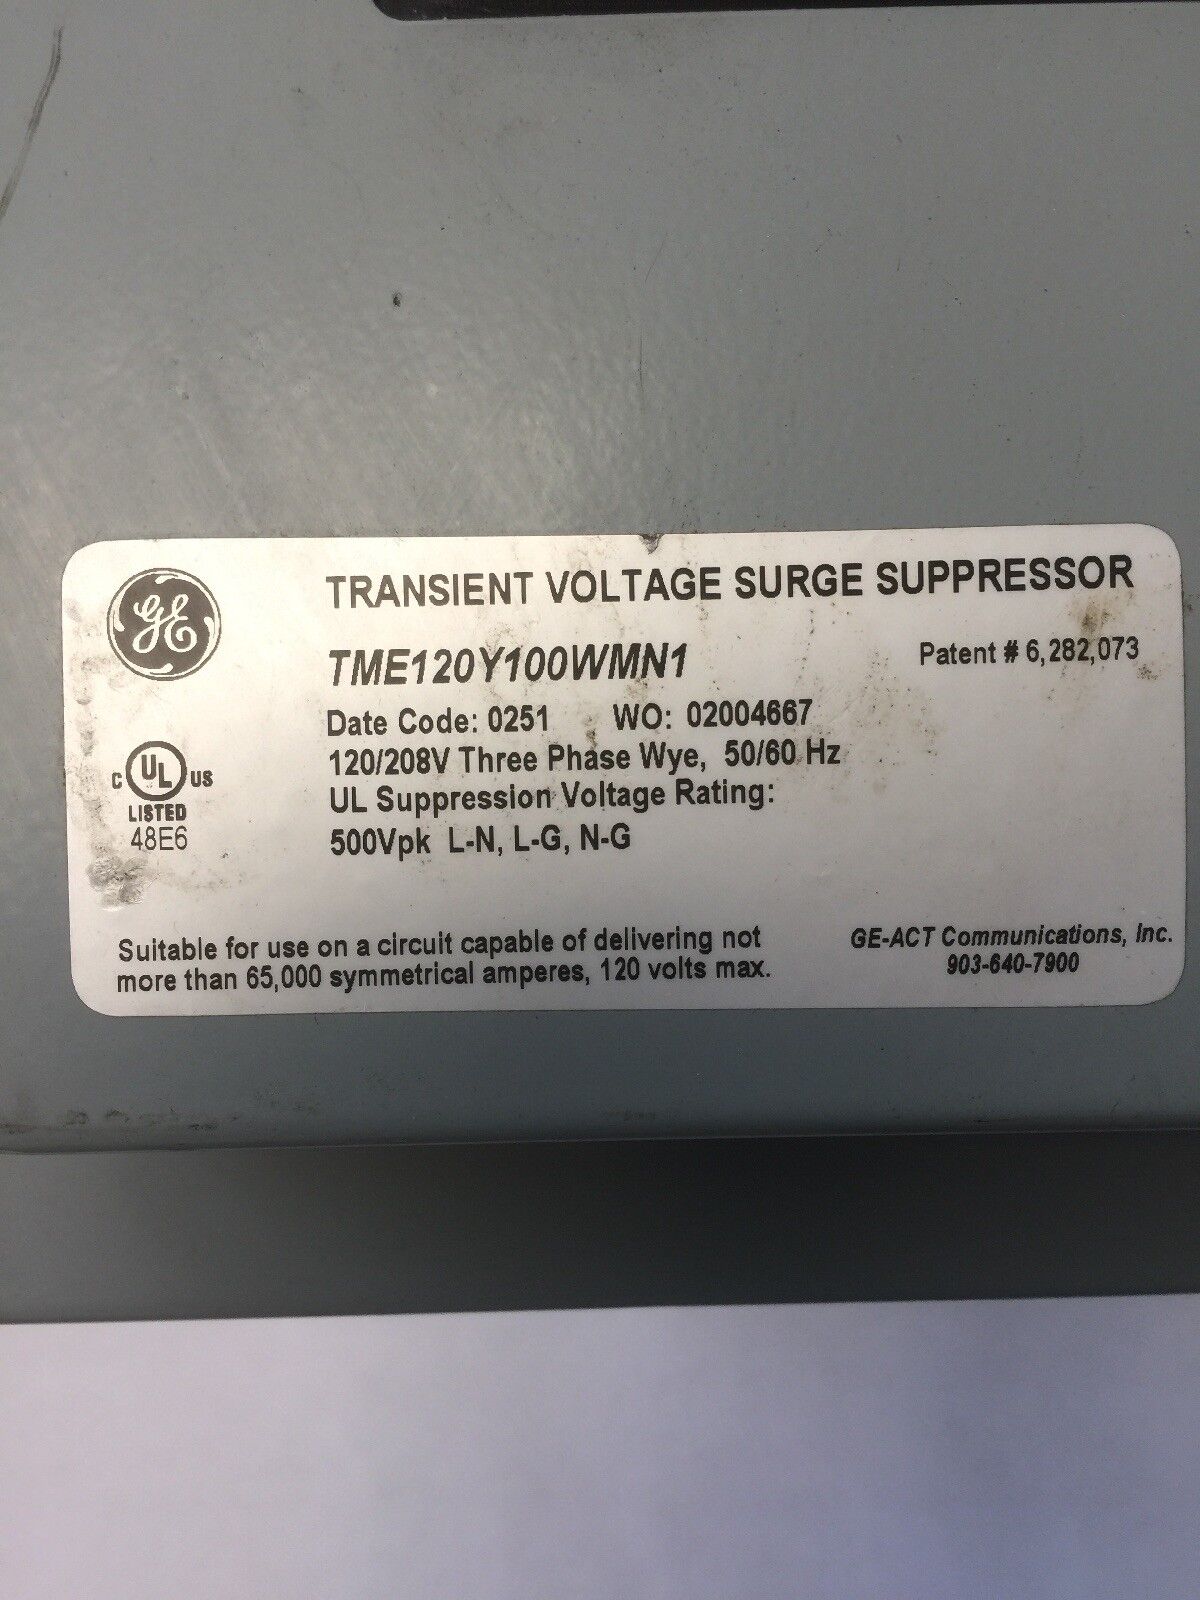 GE
TRANSIENT VOLTAGE SURGE SUPPRESSOR
TME120Y100WMN1
Patent # 6,282,073
Date Code: 0251 WO: 02004667
120/208V Three Phase Wye, 50/60 Hz
UL Suppression Voltage Rating:
500Vpk L-N, L-G, N-G
C UL US
LISTED
48E6
Suitable for use on a circuit capable of delivering not
more than 65,000 symmetrical amperes, 120 volts max.
GE-ACT Communications, Inc.
903-640-7900